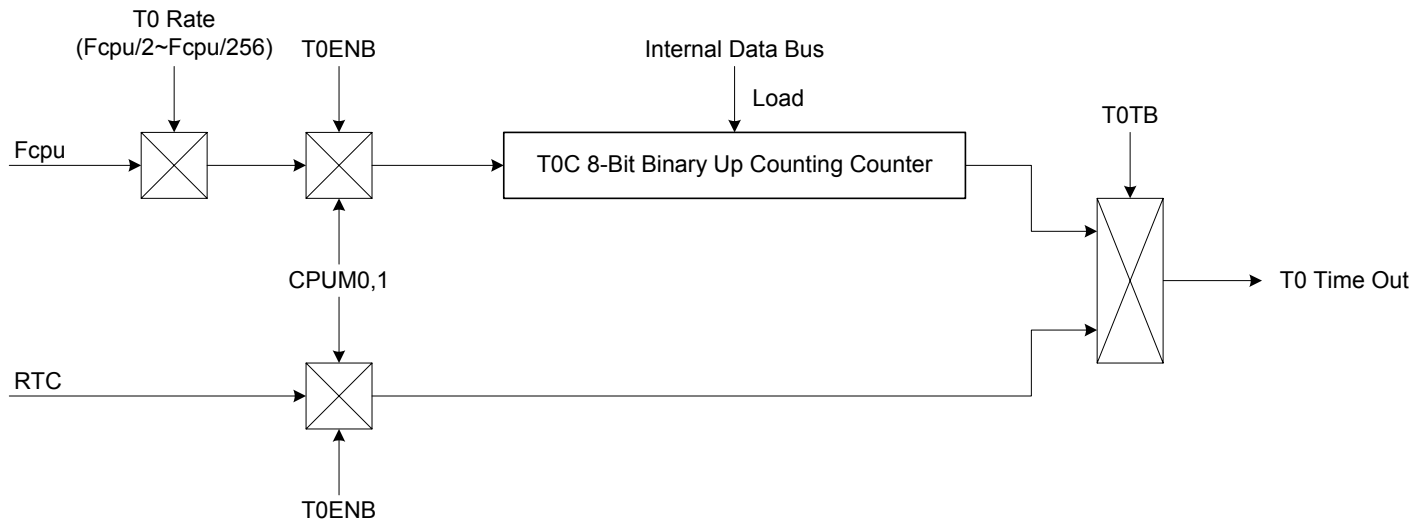 T0 Rate
(Fcpu/2~Fcpu/256)
T0ENB
Internal Data Bus
Load
T0TB
Fcpu
T0C 8-Bit Binary Up Counting Counter
CPUM0,1
T0 Time Out
RTC
T0ENB